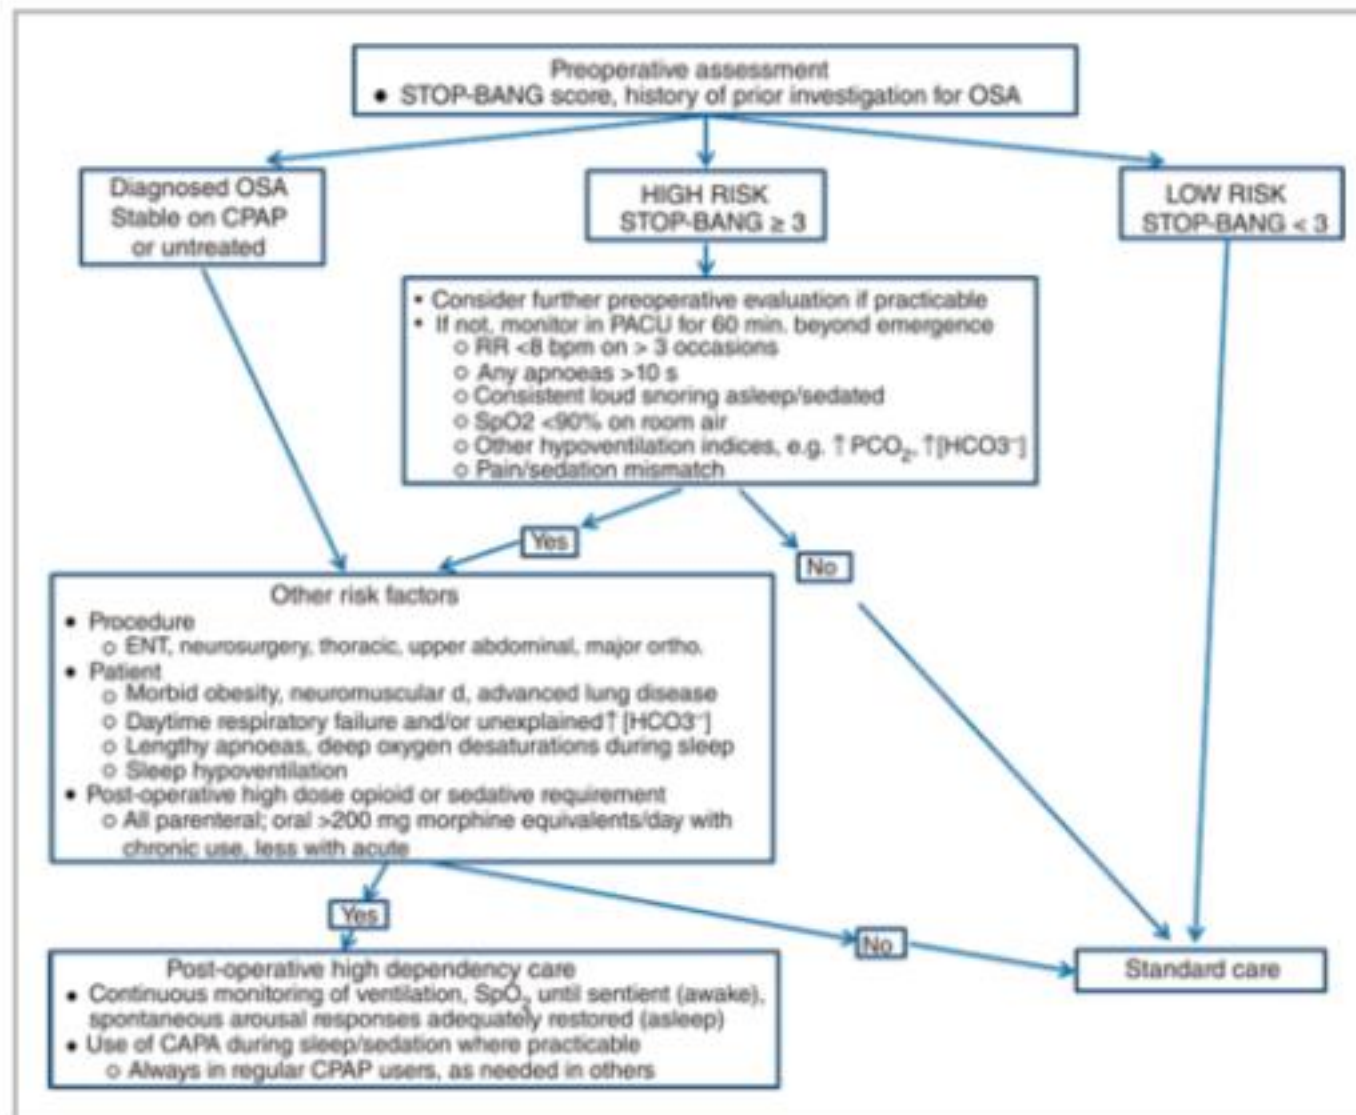 Preoperative assessment
• STOP-BANG score, history of prior investigation for OSA
Diagnosed OSA
Stable on CPAP
or untreated
HIGH RISK
STOP-BANG ≥ 3
LOW RISK
STOP-BANG < 3
• Consider further preoperative evaluation if practicable
• If not, monitor in PACU for 60 min. beyond emergence
○ RR <8 bpm on > 3 occasions
○ Any apnoeas >10 s
○ Consistent loud snoring asleep/sedated
○ SpO2 <90% on room air
○ Other hypoventilation indices, e.g. ↑ PCO₂, ↑[HCO3⁻]
○ Pain/sedation mismatch
Yes
No
Other risk factors
• Procedure
○ ENT, neurosurgery, thoracic, upper abdominal, major ortho.
• Patient
○ Morbid obesity, neuromuscular d, advanced lung disease
○ Daytime respiratory failure and/or unexplained ↑ [HCO3⁻]
○ Lengthy apnoeas, deep oxygen desaturations during sleep
○ Sleep hypoventilation
• Post-operative high dose opioid or sedative requirement
○ All parenteral; oral >200 mg morphine equivalents/day with
chronic use, less with acute
Yes
No
Post-operative high dependency care
• Continuous monitoring of ventilation, SpO₂ until sentient (awake),
spontaneous arousal responses adequately restored (asleep)
• Use of CAPA during sleep/sedation where practicable
○ Always in regular CPAP users, as needed in others
Standard care